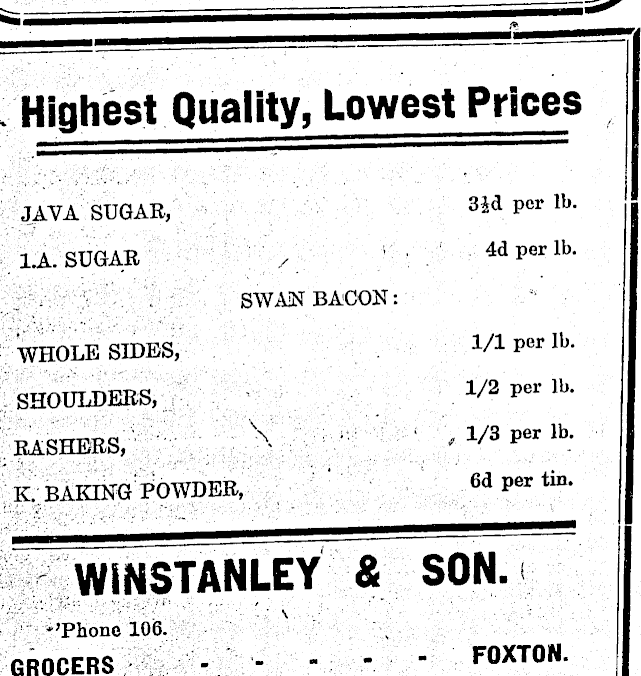 Highest Quality, Lowest Prices
JAVA SUGAR, 3½d per lb.
1.A. SUGAR 4d per lb.
SWAN BACON:
WHOLE SIDES, 1/1 per lb.
SHOULDERS, 1/2 per lb.
RASHERS, 1/3 per lb.
K. BAKING POWDER, 6d per tin.
WINSTANLEY & SON.
'Phone 106.
GROCERS - - - - - FOXTON.